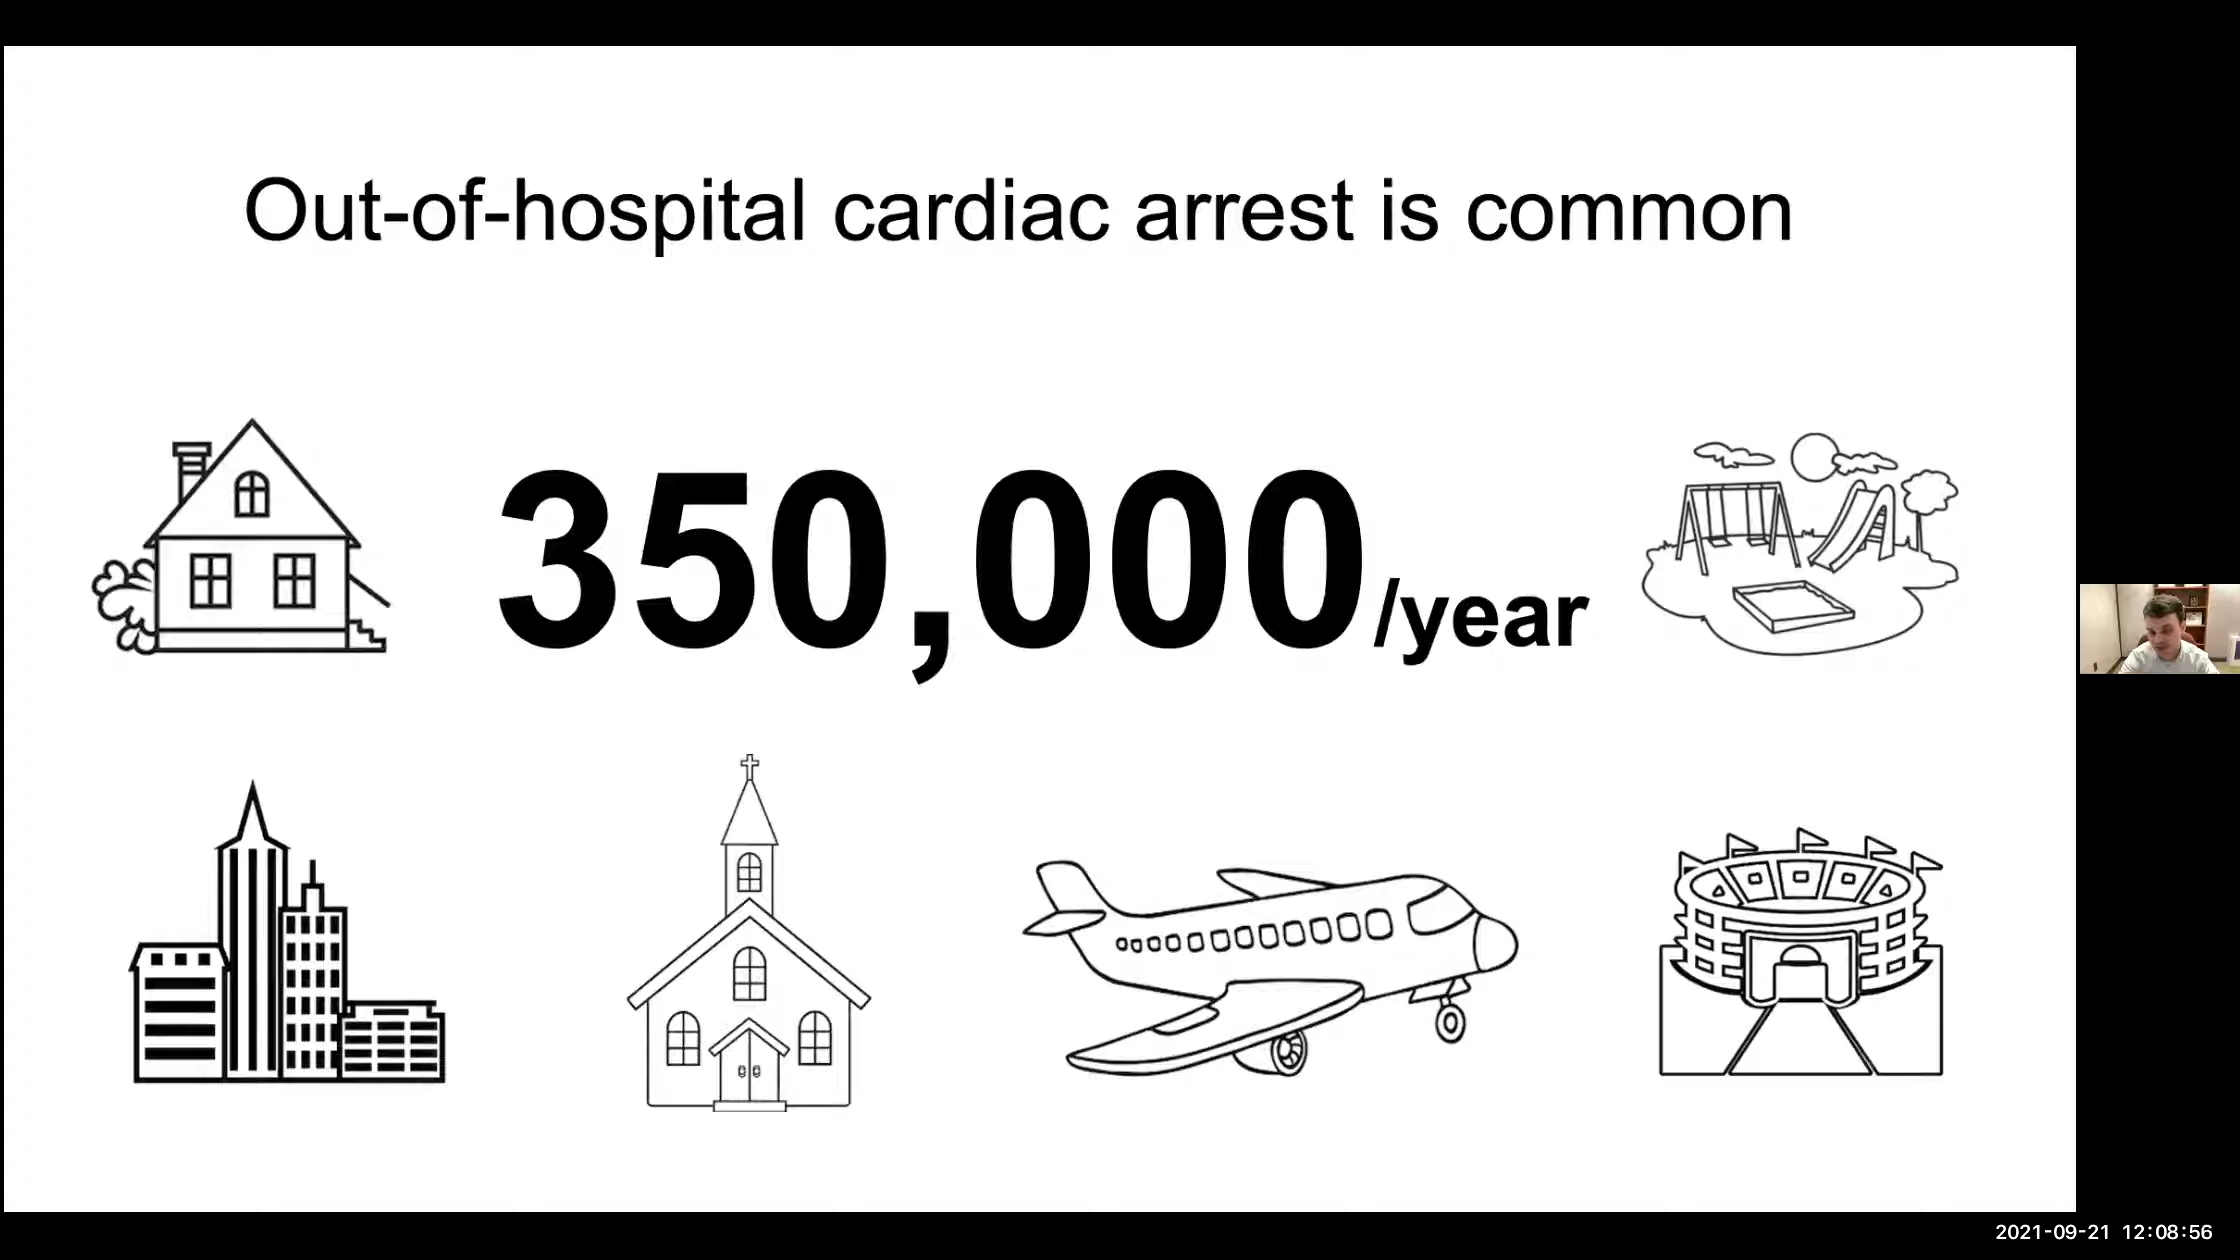 Out-of-hospital cardiac arrest is common
350,000/year
2021-09-21 12:08:56